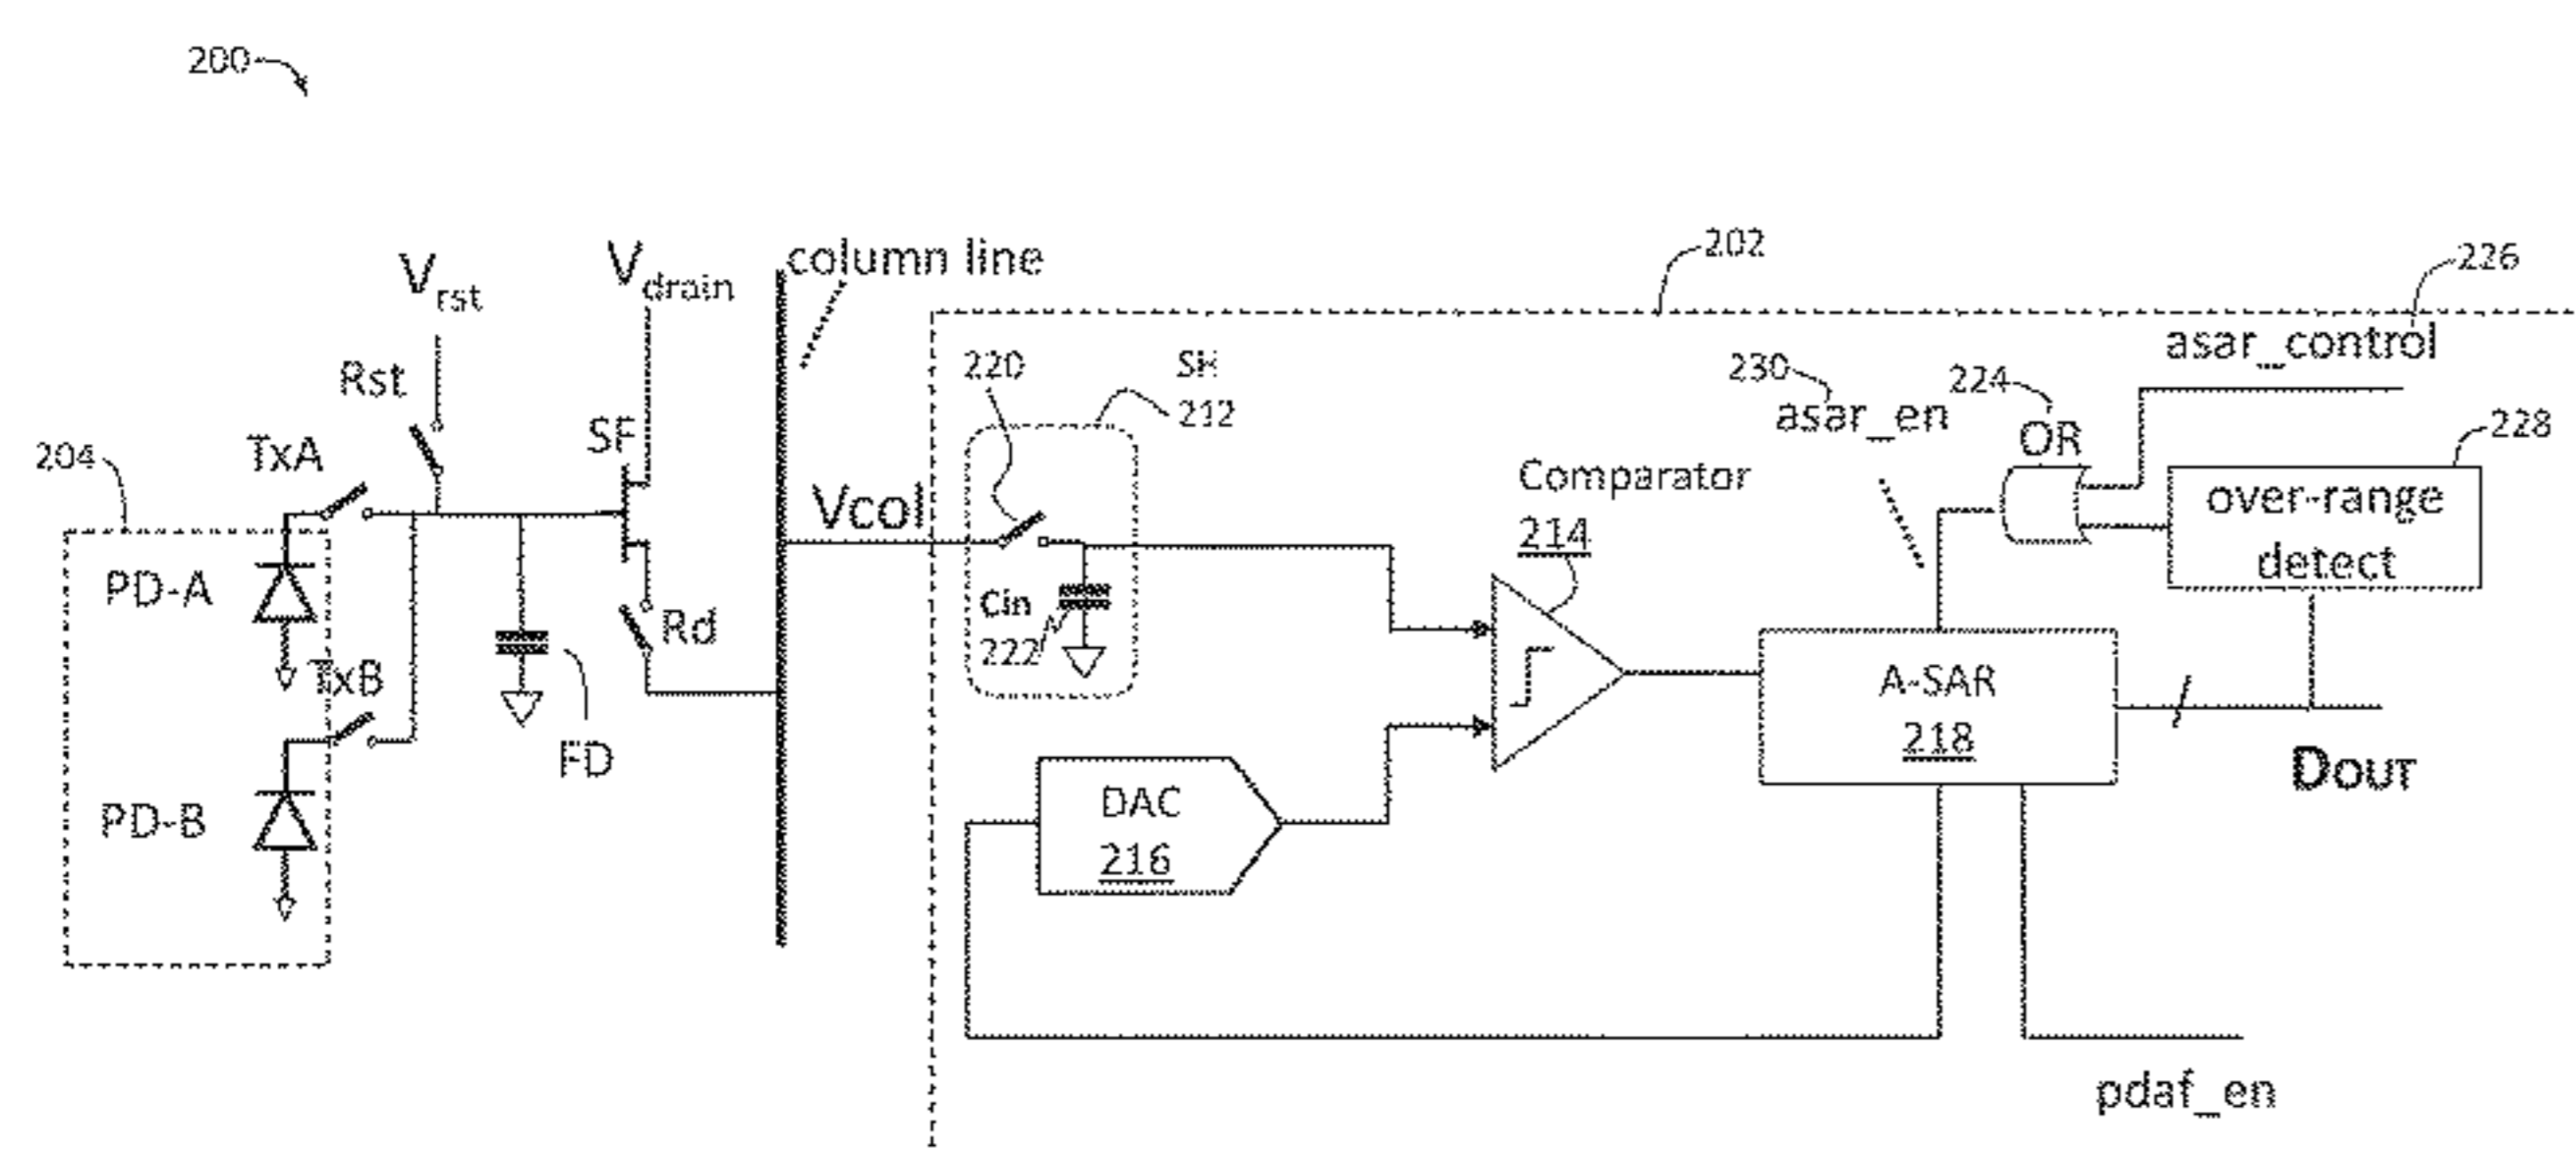 200
202
226
column line
Vrst
Vdrain
asar_control
220
SH
212
230
asar_en
224
OR
228
Rst
over-range
detect
204
TxA
SF
Vcol
Comparator
214
PD-A
Cin
222
Rd
TxB
A-SAR
218
FD
DOUT
PD-B
DAC
216
pdaf_en